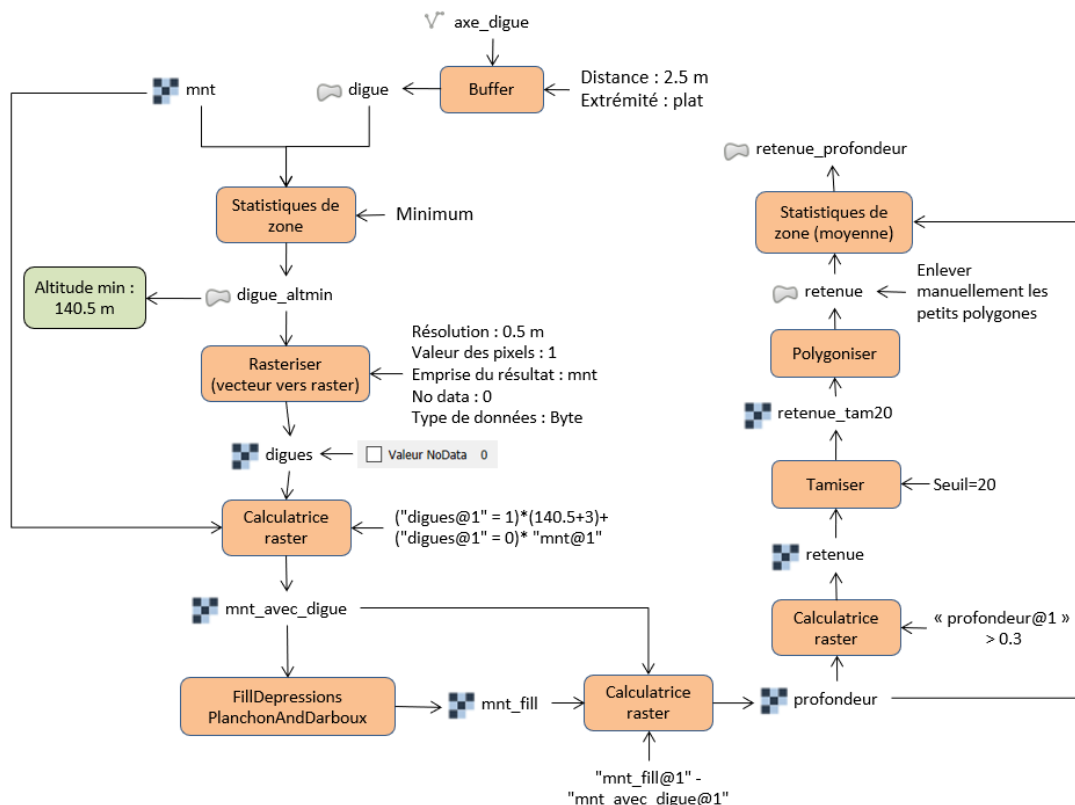 axe_digue
mnt
digue
Buffer
Distance : 2.5 m
Extrémité : plat
Statistiques de
zone
Minimum
Altitude min :
140.5 m
digue_altmin
Rasteriser
(vecteur vers raster)
Résolution : 0.5 m
Valeur des pixels : 1
Emprise du résultat : mnt
No data : 0
Type de données : Byte
digues
Valeur NoData 0
Calculatrice
raster
("digues@1" = 1)*(140.5+3)+
("digues@1" = 0)* "mnt@1"
mnt_avec_digue
FillDepressions
PlanchonAndDarboux
mnt_fill
Calculatrice
raster
"mnt_fill@1" -
"mnt_avec_digue@1"
profondeur
Calculatrice
raster
« profondeur@1 »
> 0.3
retenue
Tamiser
Seuil=20
retenue_tam20
Polygoniser
retenue
Enlever
manuellement les
petits polygones
Statistiques de
zone (moyenne)
retenue_profondeur